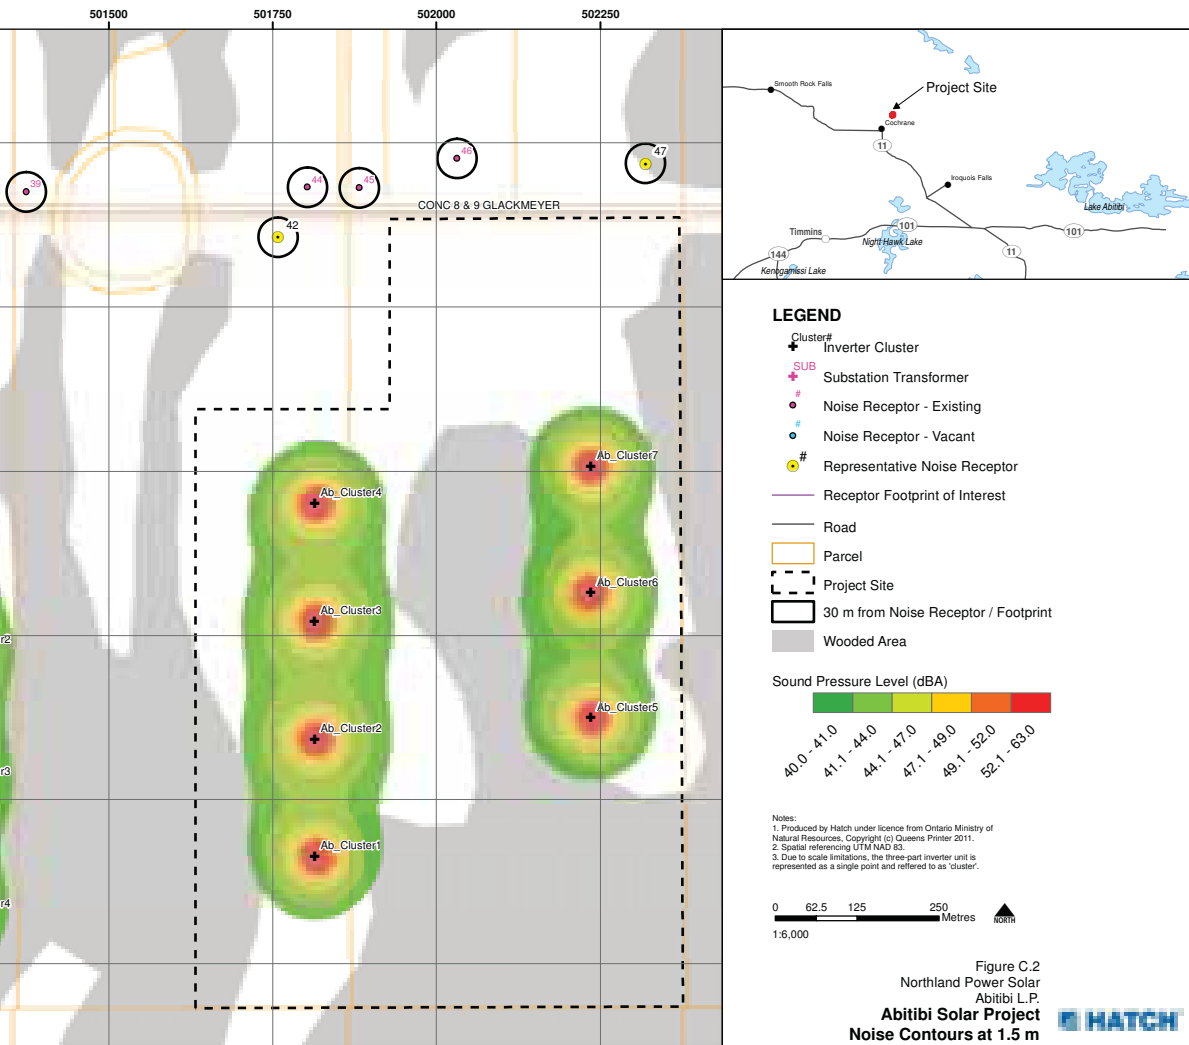 501500
501750
502000
502250
39
44
45
46
47
42
CONC 8 & 9 GLACKMEYER
Ab_Cluster7
Ab_Cluster4
Ab_Cluster6
Ab_Cluster3
r2
Ab_Cluster5
Ab_Cluster2
r3
Ab_Cluster1
r4
Smooth Rock Falls
Project Site
Cochrane
11
Iroquois Falls
Lake Abitibi
Timmins
101
101
Night Hawk Lake
144
11
Kenogamissi Lake
LEGEND
Cluster#
Inverter Cluster
SUB
Substation Transformer
#
Noise Receptor - Existing
#
Noise Receptor - Vacant
#
Representative Noise Receptor
Receptor Footprint of Interest
Road
Parcel
Project Site
30 m from Noise Receptor / Footprint
Wooded Area
Sound Pressure Level (dBA)
40.0 - 41.0
41.1 - 44.0
44.1 - 47.0
47.1 - 49.0
49.1 - 52.0
52.1 - 63.0
Notes:
1. Produced by Hatch under licence from Ontario Ministry of
Natural Resources, Copyright (c) Queens Printer 2011.
2. Spatial referencing UTM NAD 83.
3. Due to scale limitations, the three-part inverter unit is
represented as a single point and reffered to as 'cluster'.
0 62.5 125 250
Metres
NORTH
1:6,000
Figure C.2
Northland Power Solar
Abitibi L.P.
Abitibi Solar Project
Noise Contours at 1.5 m
HATCH